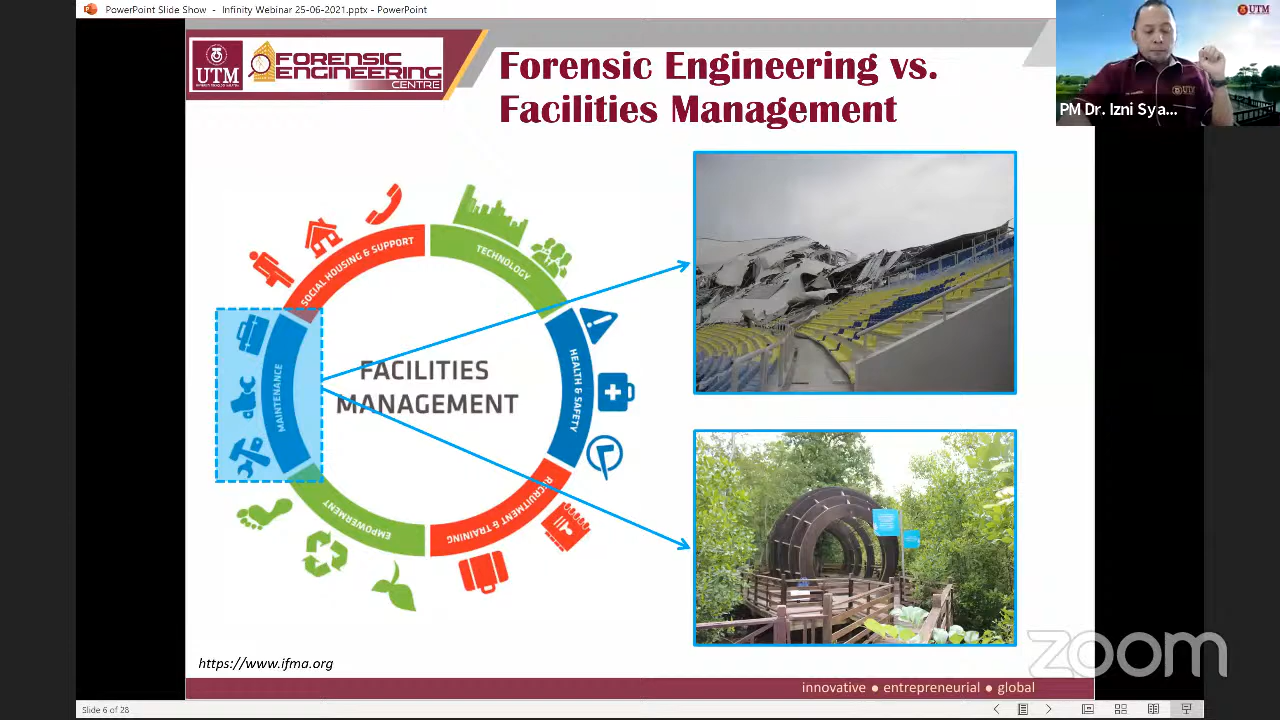 PowerPoint Slide Show - Infinity Webinar 25-06-2021.pptx - PowerPoint
UTM
FORENSIC
ENGINEERING
CENTRE
Forensic Engineering vs.
Facilities Management
UTM
UTM
PM Dr. Izni Sya...
SOCIAL HOUSING & SUPPORT
TECHNOLOGY
HEALTH & SAFETY
RECRUITMENT & TRAINING
EMPOWERMENT
MAINTENANCE
FACILITIES
MANAGEMENT
https://www.ifma.org
zoom
innovative ● entrepreneurial ● global
Slide 6 of 28